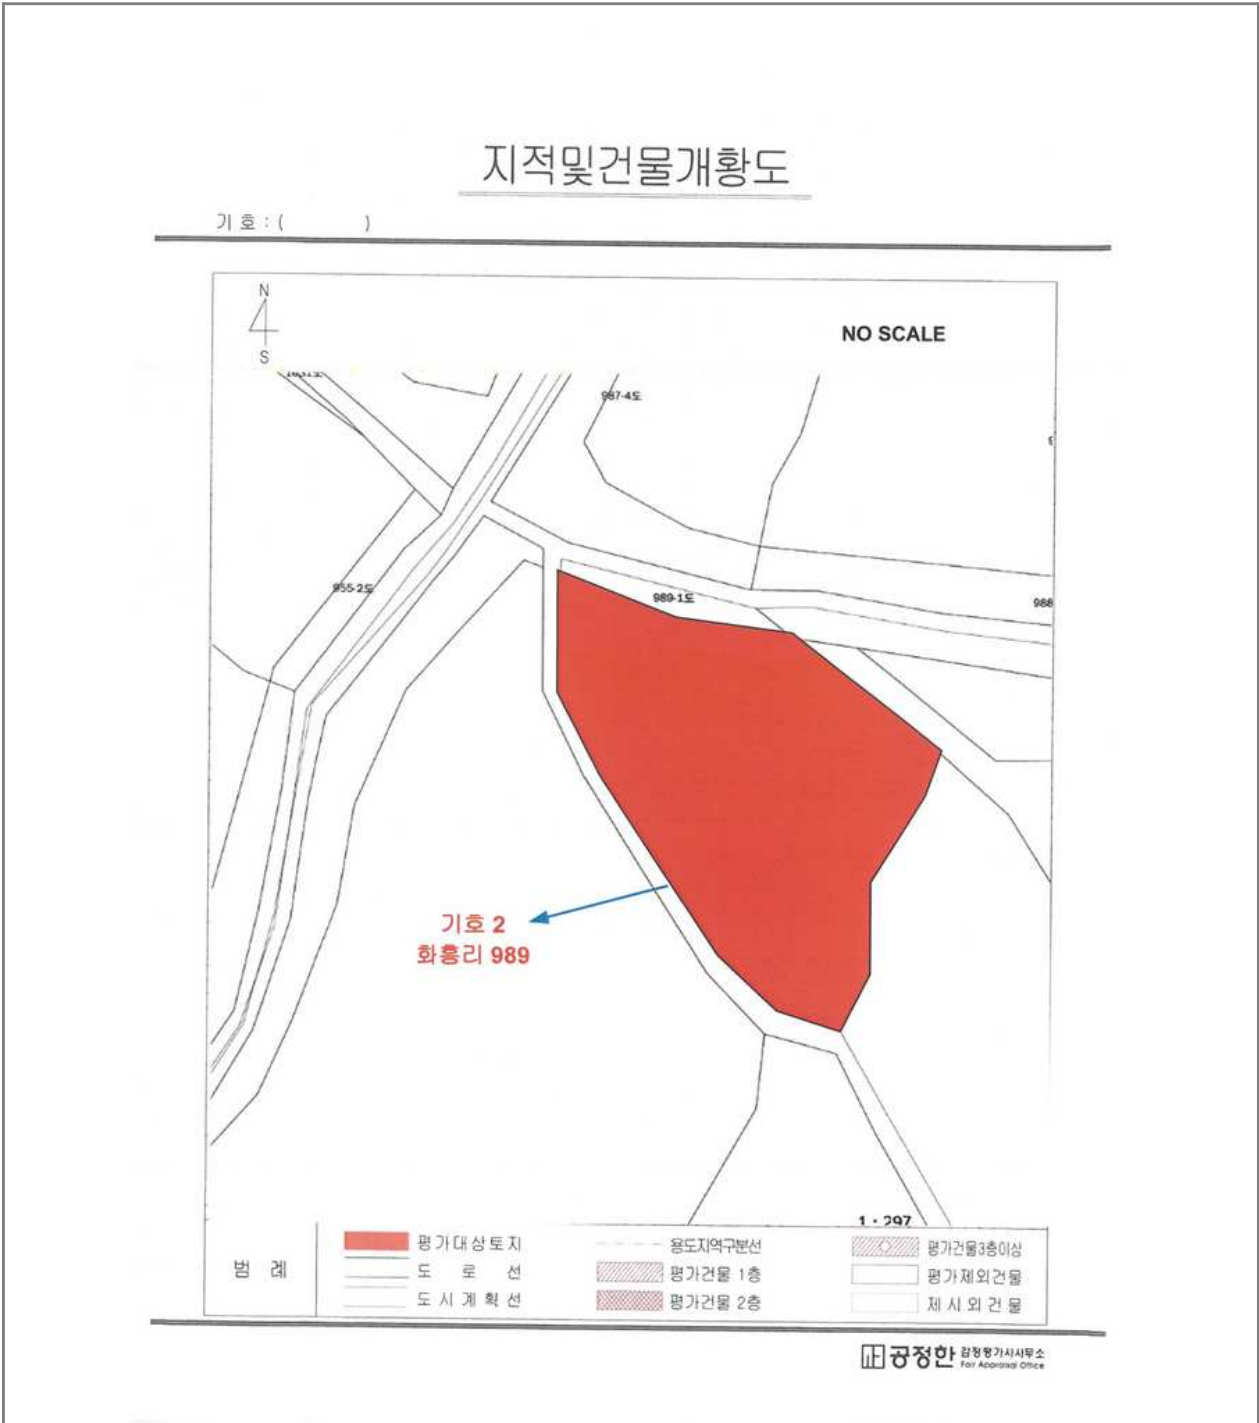 지적및건물개황도
기 호 : ( )
N
S
NO SCALE
987-4도
955-2도
989-1도
988
기호 2
화흥리 989
1 : 297
범 례
평가대상토지
도 로 선
도시계획선
용도지역구분선
평가건물 1층
평가건물 2층
평가건물3층이상
평가제외건물
제시외건물
正 공정한 감정평가사사무소
Fair Appraisal Office